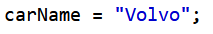 carName = "Volvo";